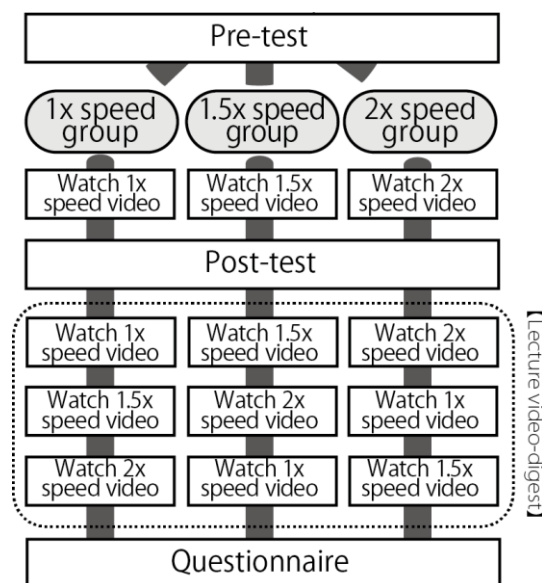 Pre-test
1x speed
group
1.5x speed
group
2x speed
group
Watch 1x
speed video
Watch 1.5x
speed video
Watch 2x
speed video
Post-test
Watch 1x
speed video
Watch 1.5x
speed video
Watch 2x
speed video
Watch 1.5x
speed video
Watch 2x
speed video
Watch 1x
speed video
Watch 2x
speed video
Watch 1x
speed video
Watch 1.5x
speed video
【Lecture video-digest】
Questionnaire